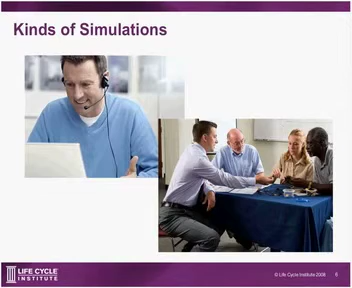 Kinds of Simulations
LIFE CYCLE
INSTITUTE
© Life Cycle Institute 2008
6